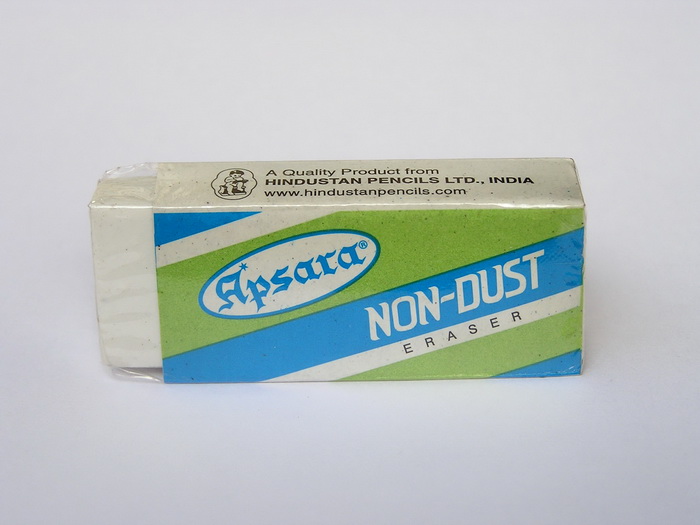 A Quality Product from
HINDUSTAN PENCILS LTD., INDIA
www.hindustanpencils.com
Apsara®
NON-DUST
ERASER